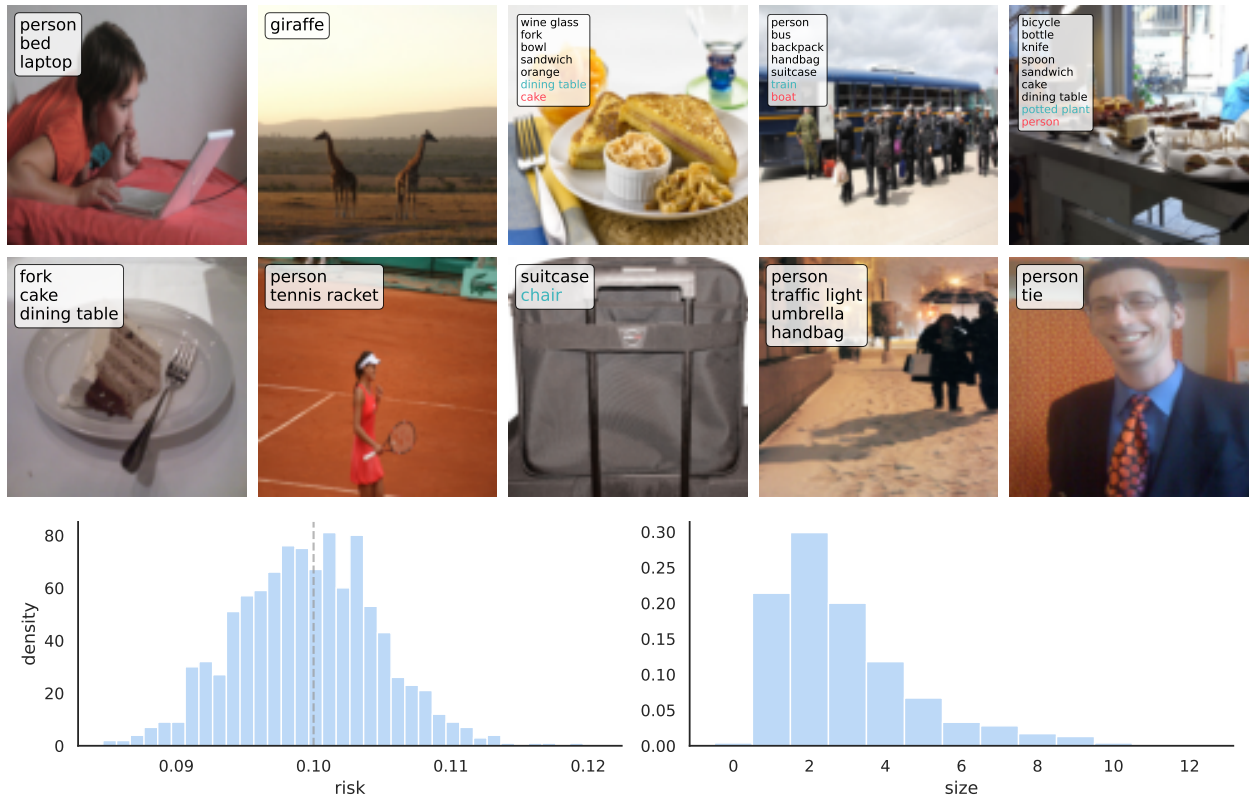 person
bed
laptop
giraffe
wine glass
fork
bowl
sandwich
orange
dining table
cake
person
bus
backpack
handbag
suitcase
train
boat
bicycle
bottle
knife
spoon
sandwich
cake
dining table
potted plant
person
fork
cake
dining table
person
tennis racket
suitcase
chair
person
traffic light
umbrella
handbag
person
tie
density
80
60
40
20
0
0.09
0.10
0.11
0.12
risk
0.30
0.25
0.20
0.15
0.10
0.05
0.00
0
2
4
6
8
10
12
size